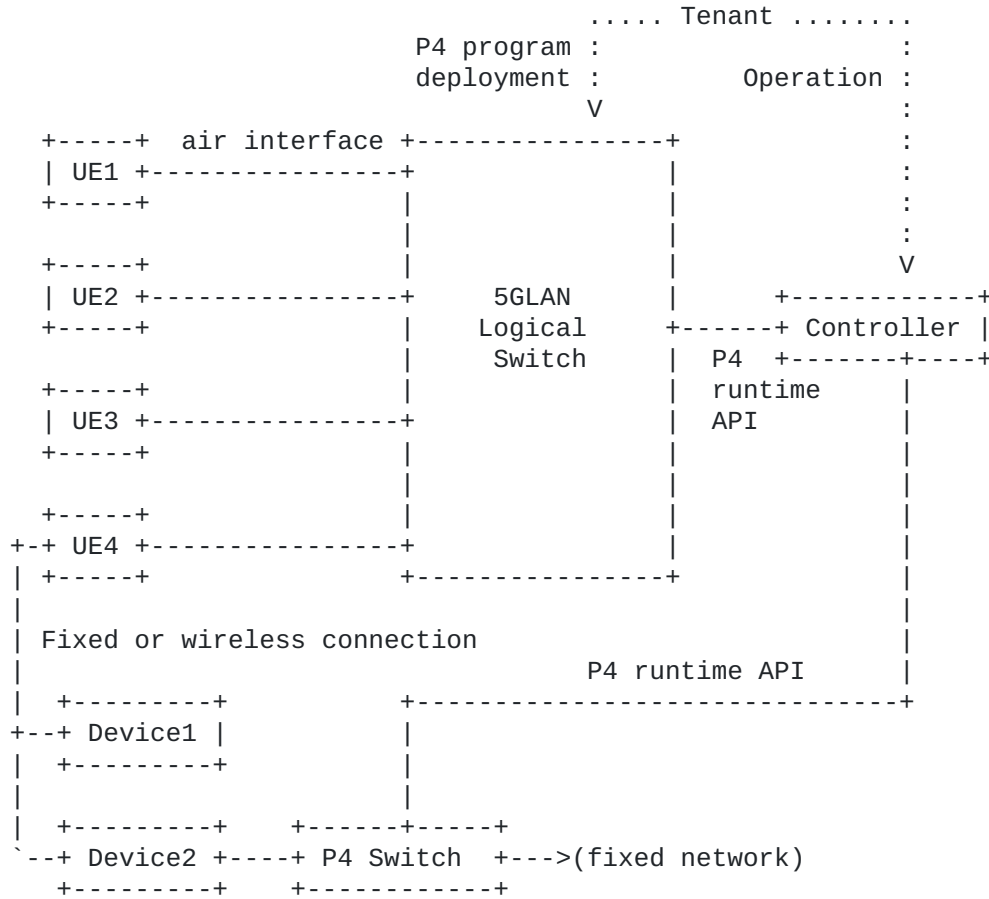 Tenant
P4 program
deployment Operation
air interface
UE1
UE2 5GLAN
Logical Controller
Switch P4
runtime
UE3 API
UE4
Fixed or wireless connection
P4 runtime API
Device1
Device2 P4 Switch (fixed network)